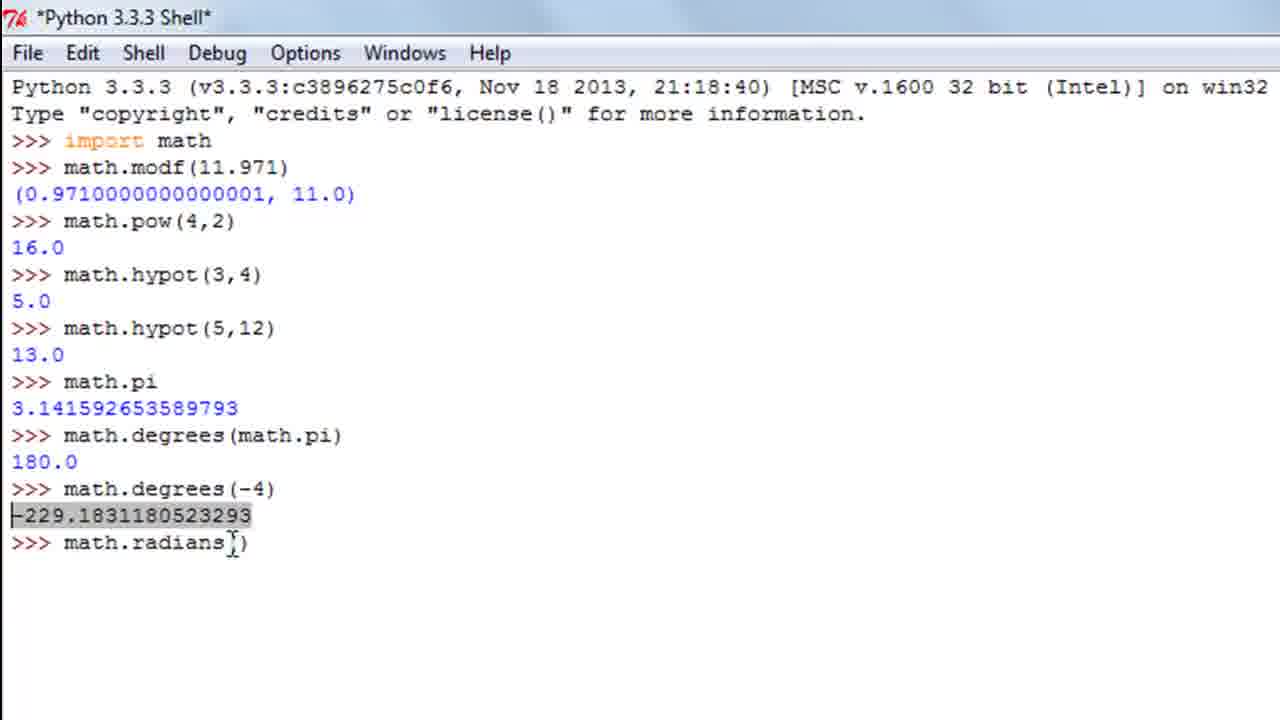 *Python 3.3.3 Shell*
File Edit Shell Debug Options Windows Help
Python 3.3.3 (v3.3.3:c3896275c0f6, Nov 18 2013, 21:18:40) [MSC v.1600 32 bit (Intel)] on win32
Type "copyright", "credits" or "license()" for more information.
>>> import math
>>> math.modf(11.971)
(0.9710000000000001, 11.0)
>>> math.pow(4,2)
16.0
>>> math.hypot(3,4)
5.0
>>> math.hypot(5,12)
13.0
>>> math.pi
3.141592653589793
>>> math.degrees(math.pi)
180.0
>>> math.degrees(-4)
-229.1831180523293
>>> math.radians()